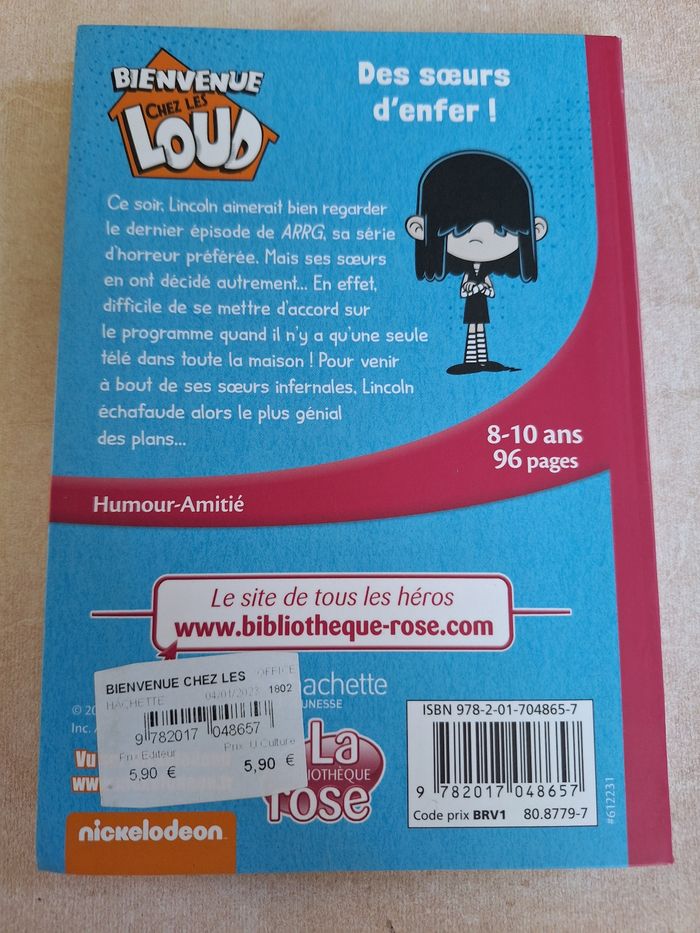 BIENVENUE
CHEZ LES
LOUD
Des sœurs
d'enfer !
Ce soir, Lincoln aimerait bien regarder
le dernier épisode de ARRG, sa série
d'horreur préférée. Mais ses sœurs
en ont décidé autrement... En effet,
difficile de se mettre d'accord sur
le programme quand il n'y a qu'une seule
télé dans toute la maison ! Pour venir
à bout de ses sœurs infernales, Lincoln
échafaude alors le plus génial
des plans...
8-10 ans
96 pages
Humour-Amitié
Le site de tous les héros
www.bibliotheque-rose.com
BIENVENUE CHEZ LES OFFICE
HACHETTE 04/01/2023 1802
9 782017 048657
Prix Editeur Prix U Culture
5,90 € 5,90 €
©
Inc.
Vu
www.
hachette
JEUNESSE
La
BIBLIOTHÈQUE
rose
nickelodeon
ISBN 978-2-01-704865-7
9 782017 048657
Code prix BRV1 80.8779-7
#612231